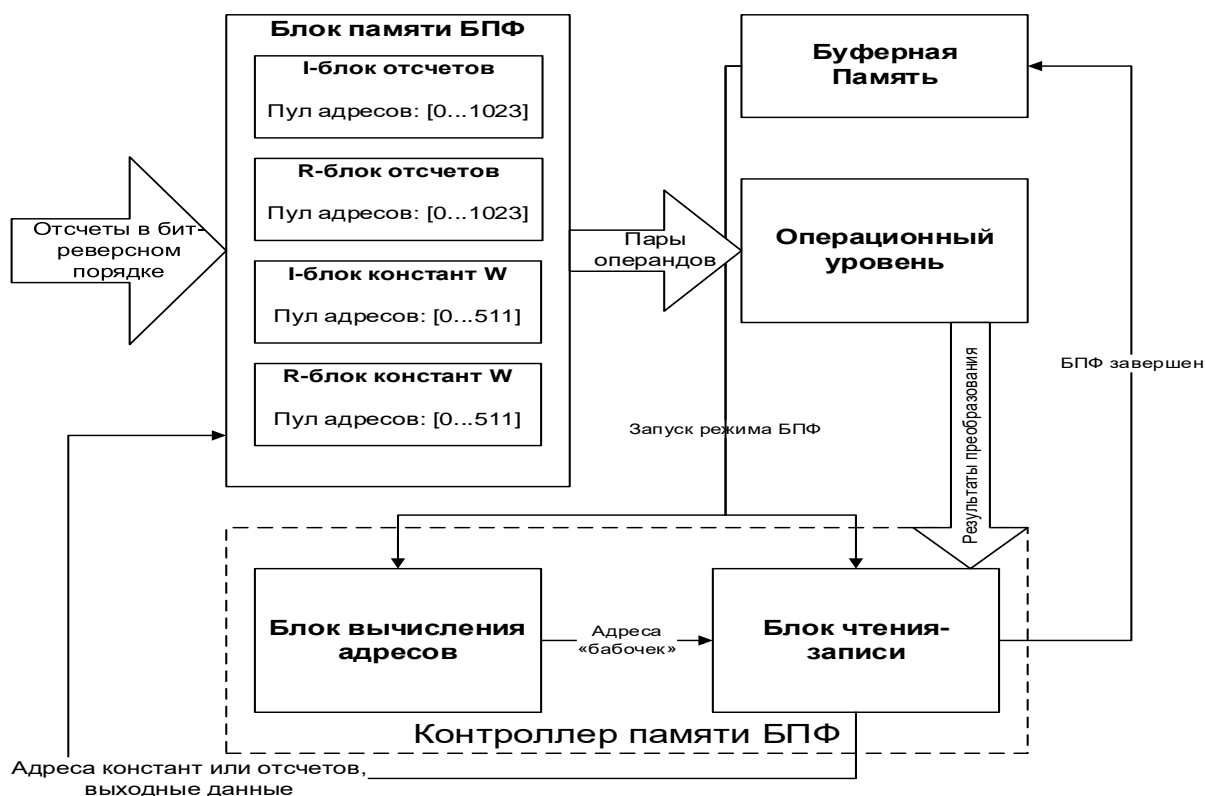 Блок памяти БПФ
I-блок отсчетов
Пул адресов: [0...1023]
R-блок отсчетов
Пул адресов: [0...1023]
I-блок констант W
Пул адресов: [0...511]
R-блок констант W
Пул адресов: [0...511]
Отсчеты в бит-
реверсном
порядке
Пары
операндов
Буферная
Память
Операционный
уровень
Результаты преобразования
БПФ завершен
Запуск режима БПФ
Блок вычисления
адресов
Адреса
«бабочек»
Блок чтения-
записи
Контроллер памяти БПФ
Адреса констант или отсчетов,
выходные данные